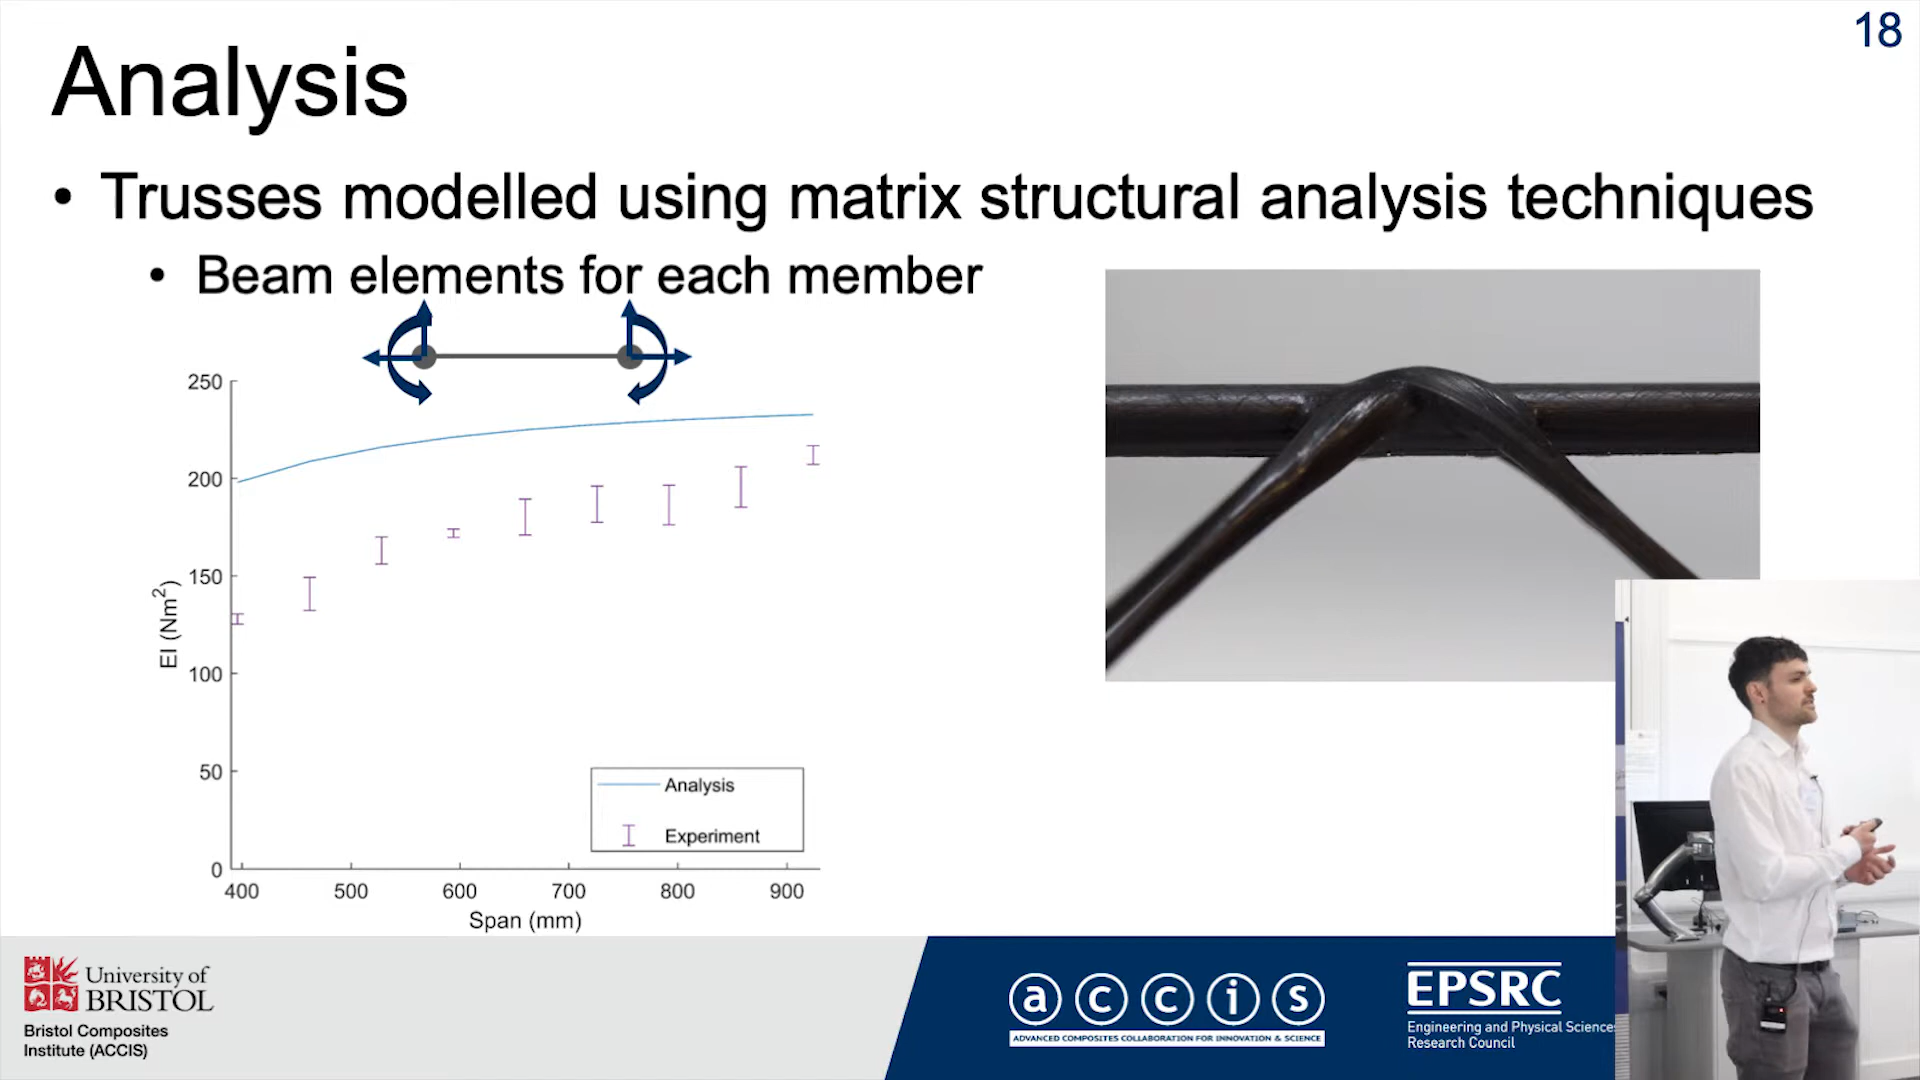 18
Analysis
• Trusses modelled using matrix structural analysis techniques
• Beam elements for each member
250
200
150
100
50
0
EI (Nm²)
400 500 600 700 800 900
Span (mm)
Analysis
Experiment
University of
BRISTOL
Bristol Composites
Institute (ACCIS)
accis
ADVANCED COMPOSITES COLLABORATION FOR INNOVATION & SCIENCE
EPSRC
Engineering and Physical Science
Research Council